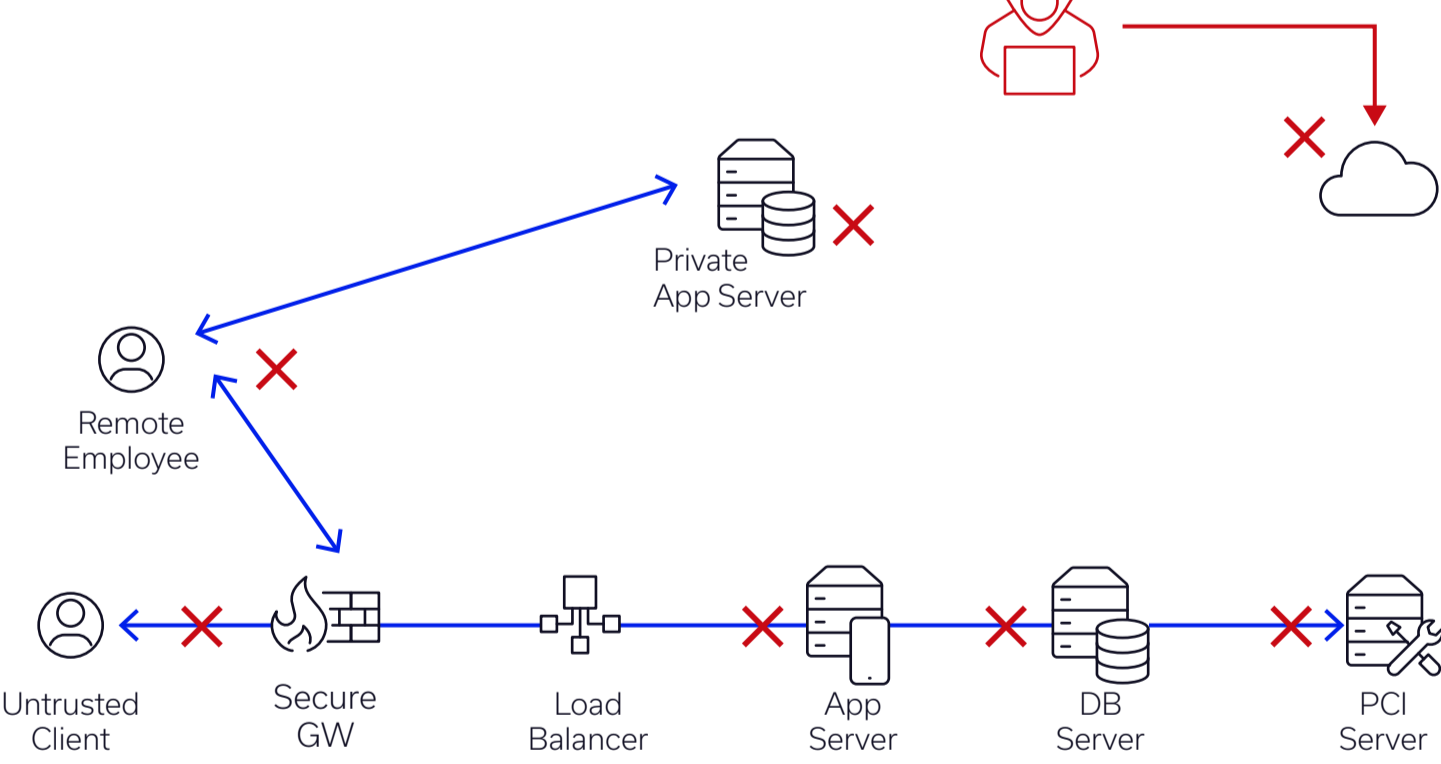 Private
App Server
Remote
Employee
Untrusted
Client
Secure
GW
Load
Balancer
App
Server
DB
Server
PCI
Server